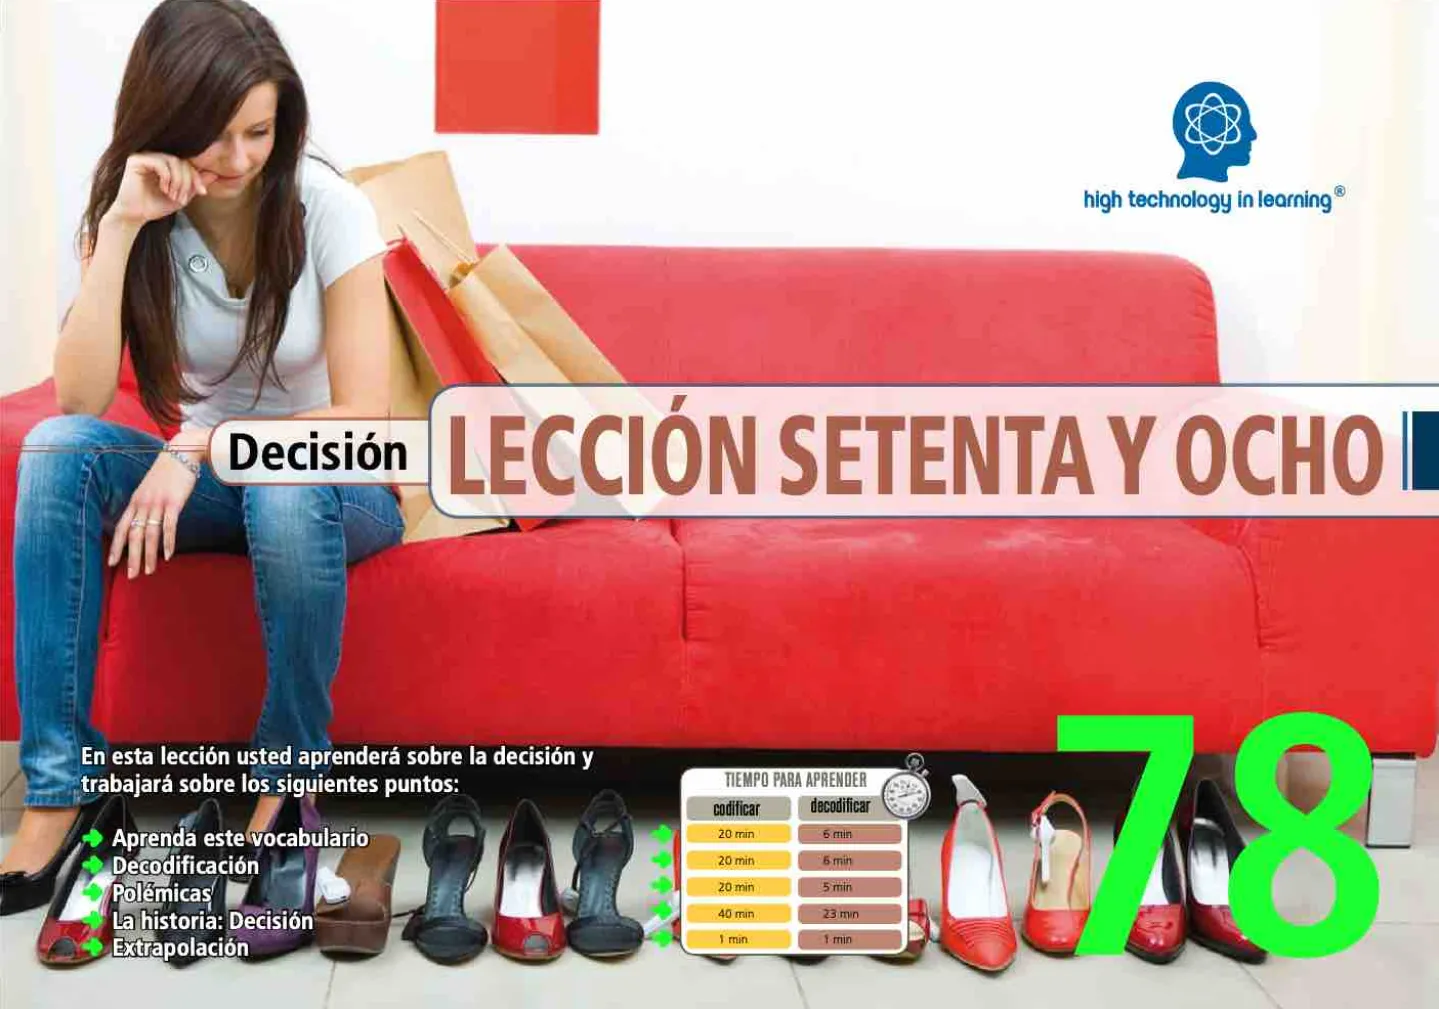 high technology in learning®
Decisión
LECCIÓN SETENTA Y OCHO
En esta lección usted aprenderá sobre la decisión y
trabajará sobre los siguientes puntos:
Aprenda este vocabulario
Decodificación
Polémicas
La historia: Decisión
Extrapolación
TIEMPO PARA APRENDER
codificar decodificar
20 min 6 min
20 min 6 min
20 min 5 min
40 min 23 min
1 min 1 min
78